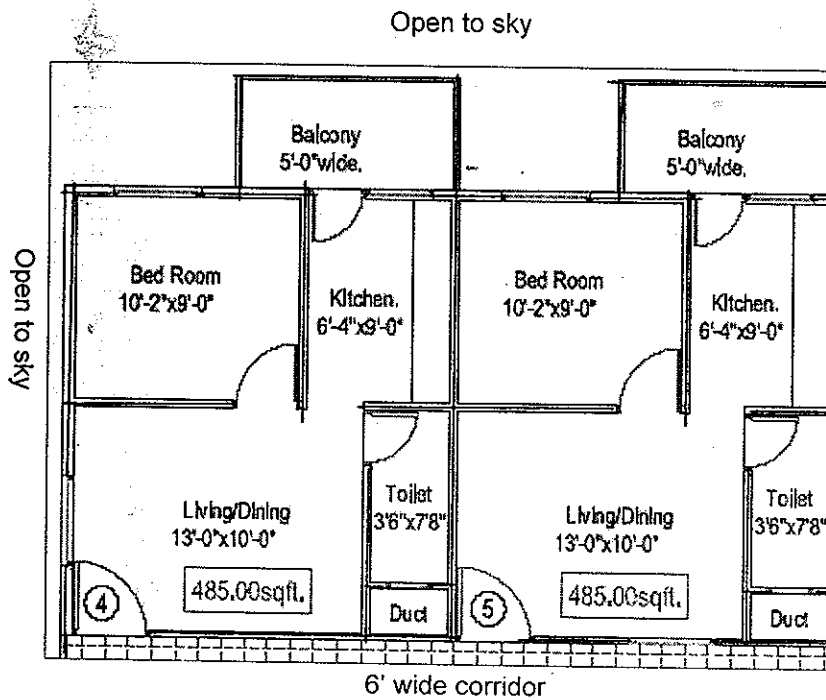 Open to sky
Balcony
5'-0"wide.
Balcony
5'-0"wide.
Open to sky
Bed Room
10'-2"x9'-0"
Kitchen.
6'-4"x9'-0"
Bed Room
10'-2"x9'-0"
Kitchen.
6'-4"x9'-0"
Living/Dining
13'-0"x10'-0"
Toilet
3'6"x7'8"
Living/Dining
13'-0"x10'-0"
Toilet
3'6"x7'8"
4
485.00sqft.
Duct
5
485.00sqft.
Duct
6' wide corridor